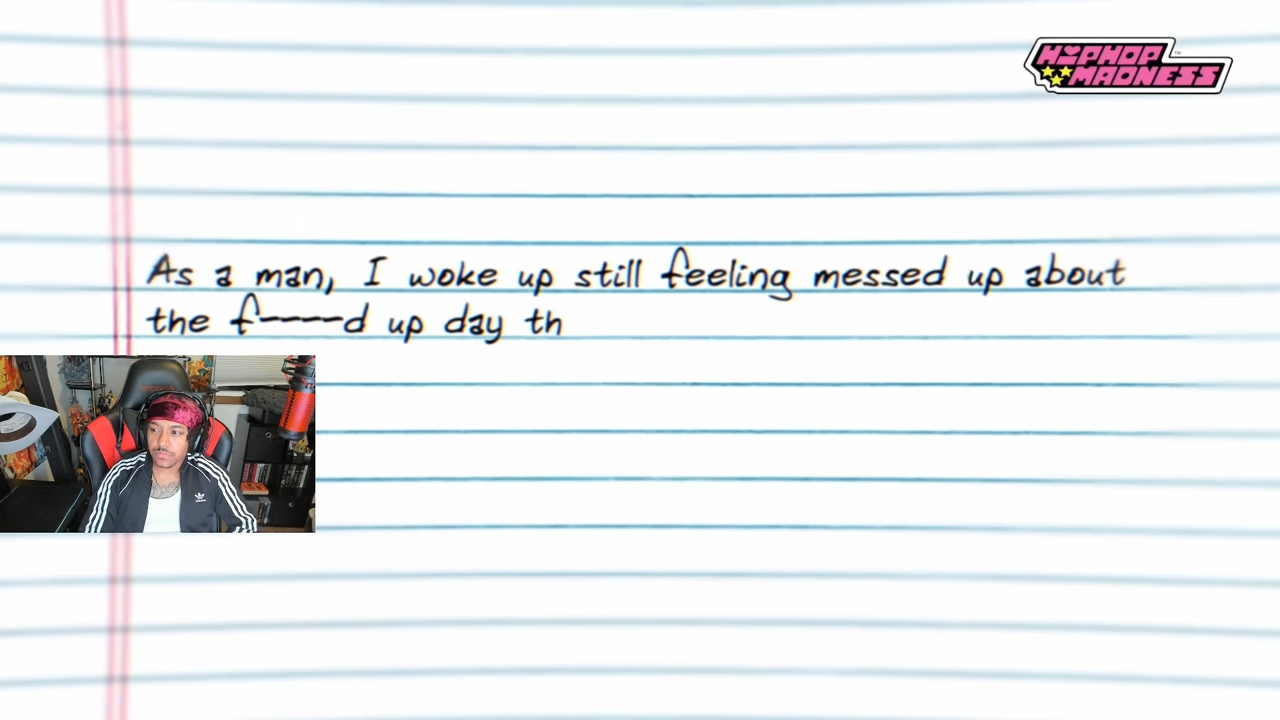 HIPHOP
MADNESS
As a man, I woke up still feeling messed up about
the f----d up day th